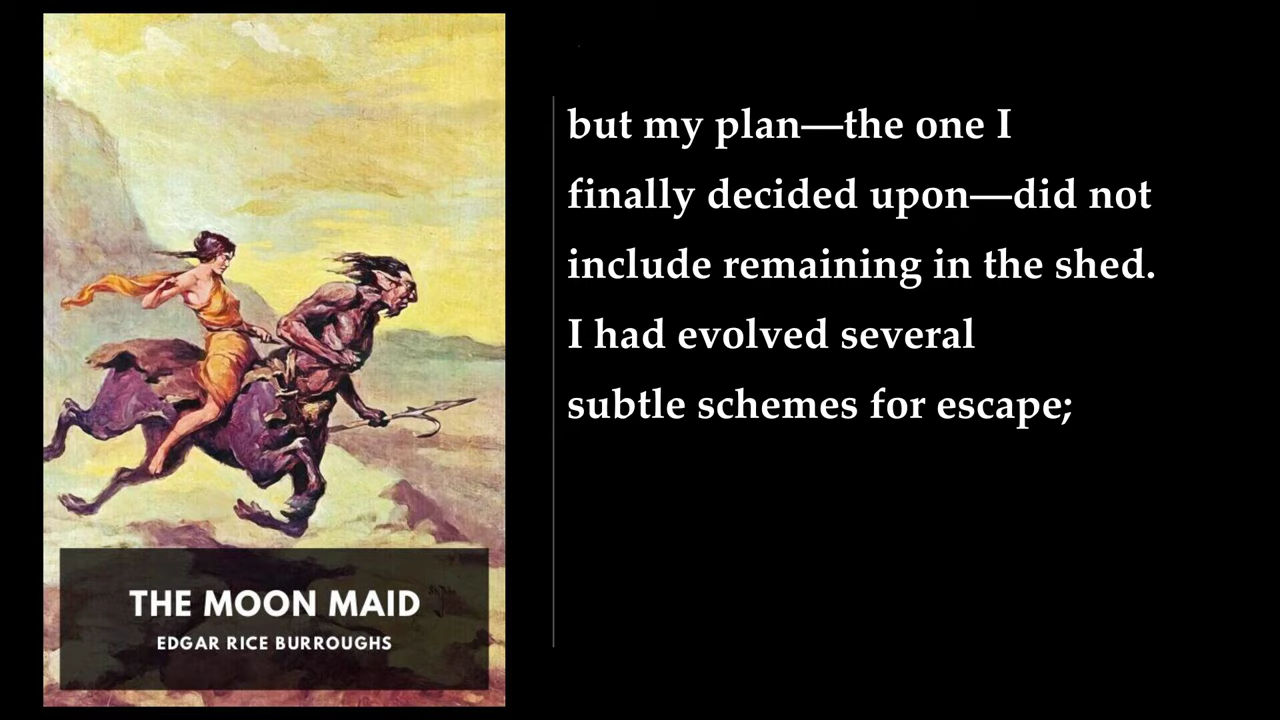 but my plan—the one I
finally decided upon—did not
include remaining in the shed.
I had evolved several
subtle schemes for escape;
THE MOON MAID
EDGAR RICE BURROUGHS